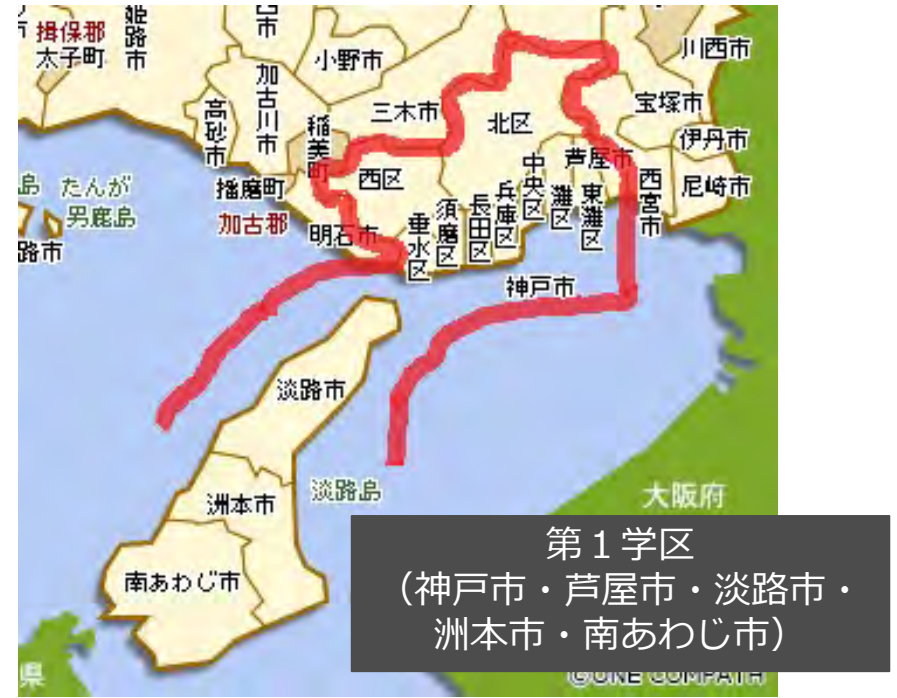 揖保郡
太子町
姫路市
市
小野市
川西市
加古川市
高砂市
三木市
北区
宝塚市
伊丹市
稲美町
西区
中央区
芦屋市
西宮市
尼崎市
島 たんが
男鹿島
路市
播磨町
加古郡
明石市
垂水区
須磨区
長田区
兵庫区
灘区
東灘区
神戸市
淡路市
洲本市
淡路島
大阪府
南あわじ市
県
第1学区
（神戸市・芦屋市・淡路市・
洲本市・南あわじ市）
©ONE COMPATH